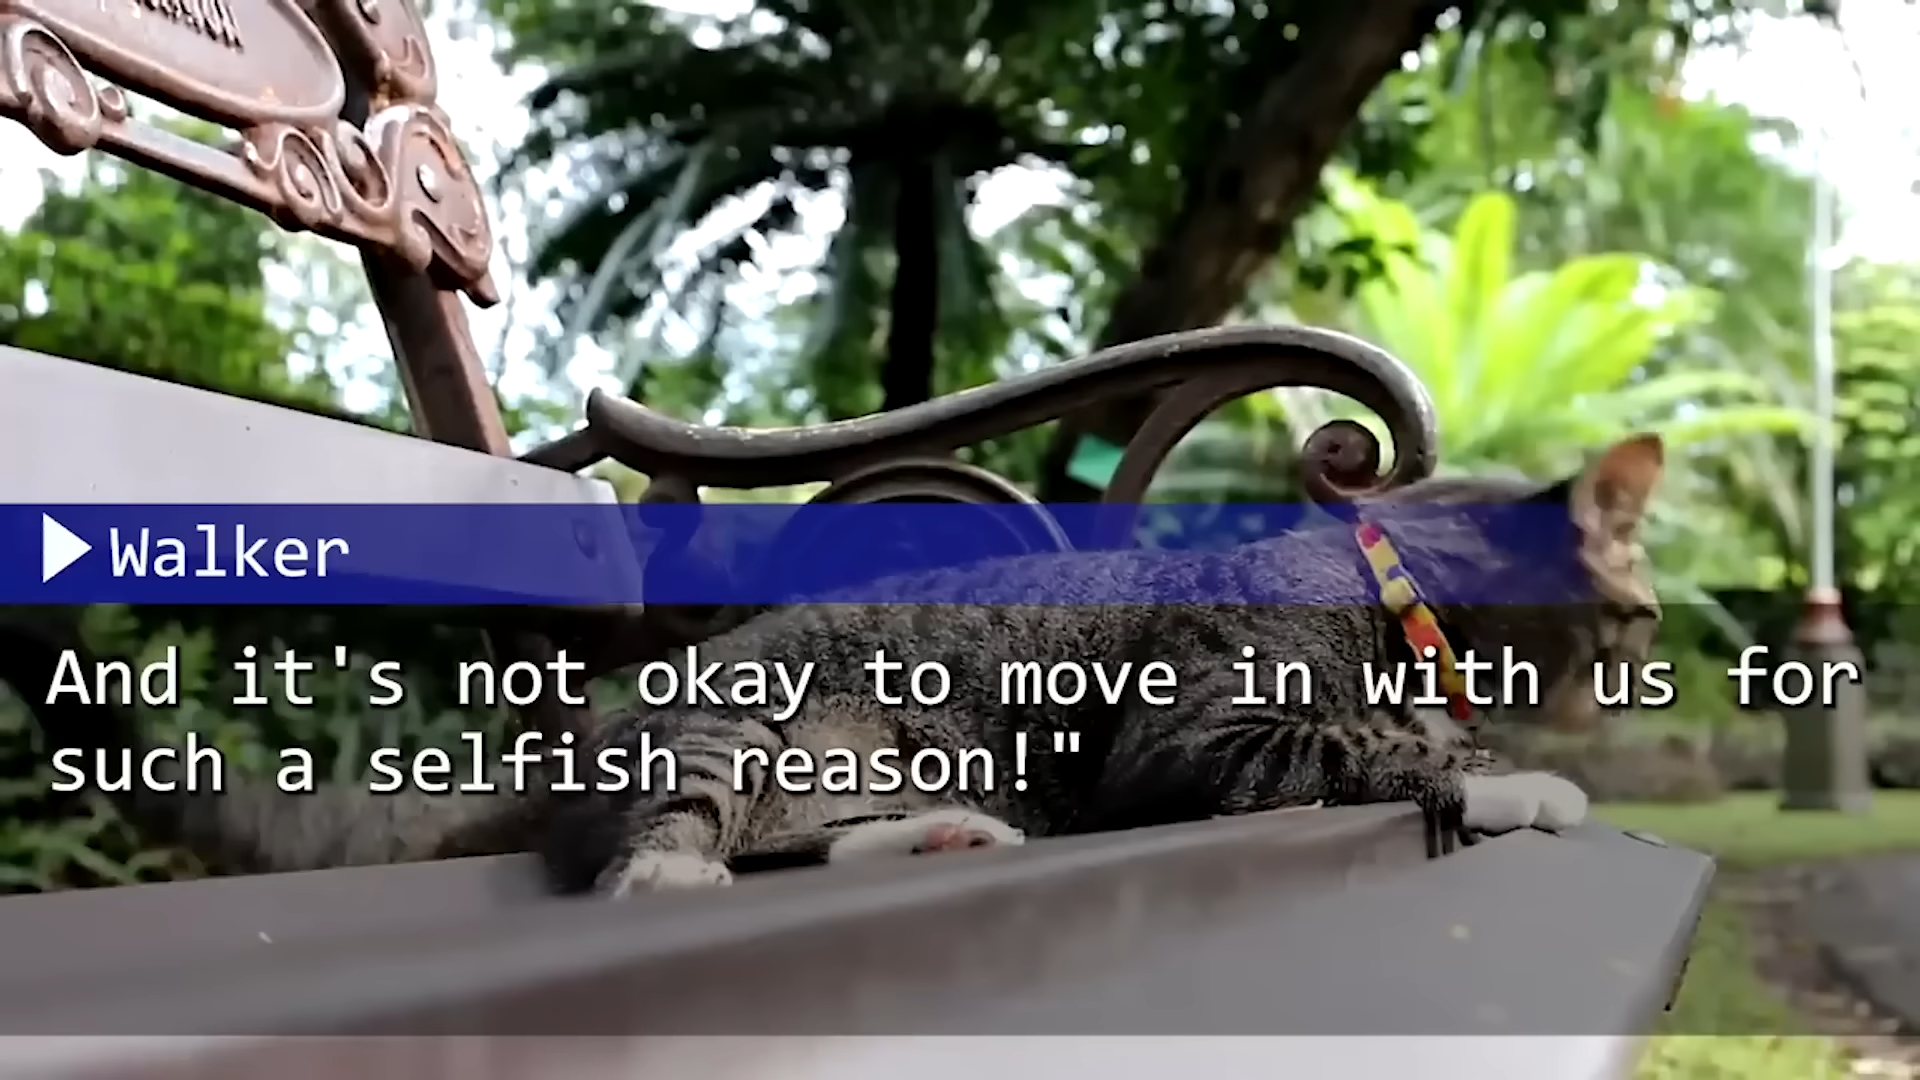 Walker
And it's not okay to move in with us for
such a selfish reason!"